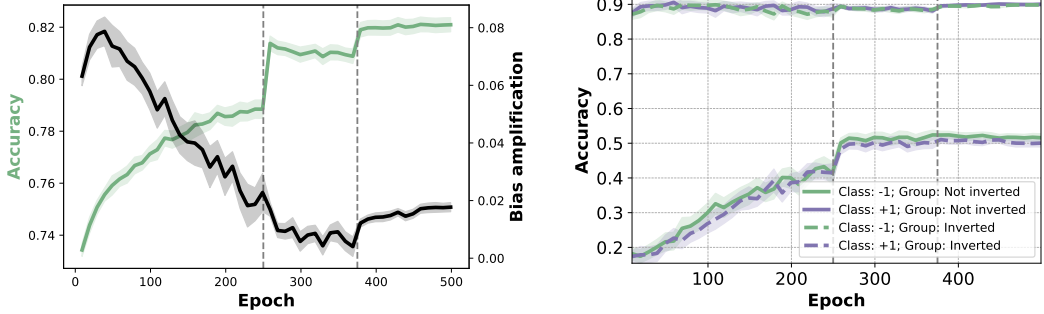 0.82
0.80
0.78
0.76
0.74
Accuracy
0 100 200 300 400 500
Epoch
0.08
0.06
0.04
0.02
0.00
Bias amplification
0.9
0.8
0.7
0.6
0.5
0.4
0.3
0.2
Accuracy
Class: -1; Group: Not inverted
Class: +1; Group: Not inverted
Class: -1; Group: Inverted
Class: +1; Group: Inverted
100 200 300 400
Epoch